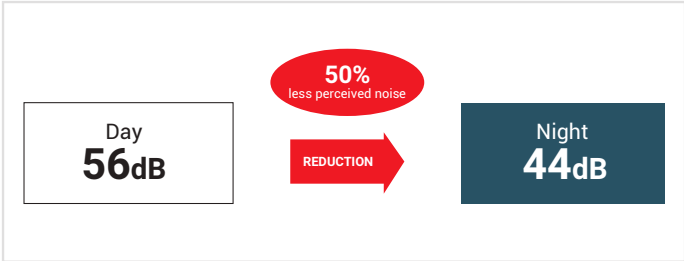 50%
less perceived noise
Day
56dB
REDUCTION
Night
44dB